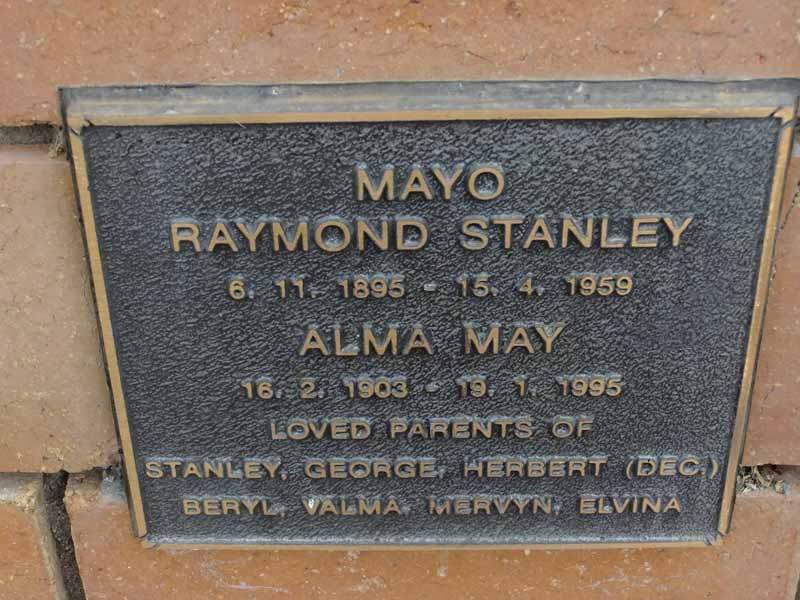 MAYO
RAYMOND STANLEY
6. 11. 1895 - 15. 4. 1959
ALMA MAY
16. 2. 1903 - 19. 1. 1995
LOVED PARENTS OF
STANLEY, GEORGE, HERBERT (DEC.)
BERYL, VALMA, MERVYN, ELVINA